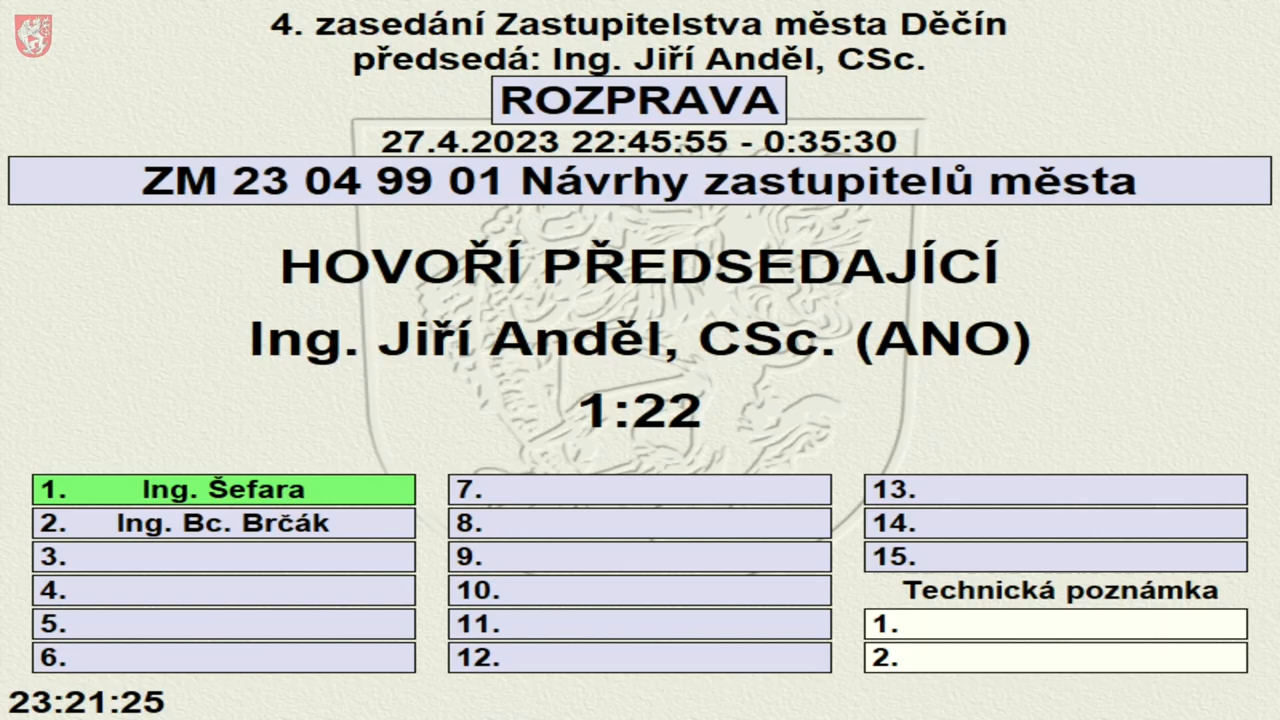 4. zasedání Zastupitelstva města Děčín
předsedá: Ing. Jiří Anděl, CSc.
ROZPRAVA
27.4.2023 22:45:55 - 0:35:30
ZM 23 04 99 01 Návrhy zastupitelů města
HOVOŘÍ PŘEDSEDAJÍCÍ
Ing. Jiří Anděl, CSc. (ANO)
1:22
1. Ing. Šefara
2. Ing. Bc. Brčák
3.
4.
5.
6.
7.
8.
9.
10.
11.
12.
13.
14.
15.
Technická poznámka
1.
2.
23:21:25